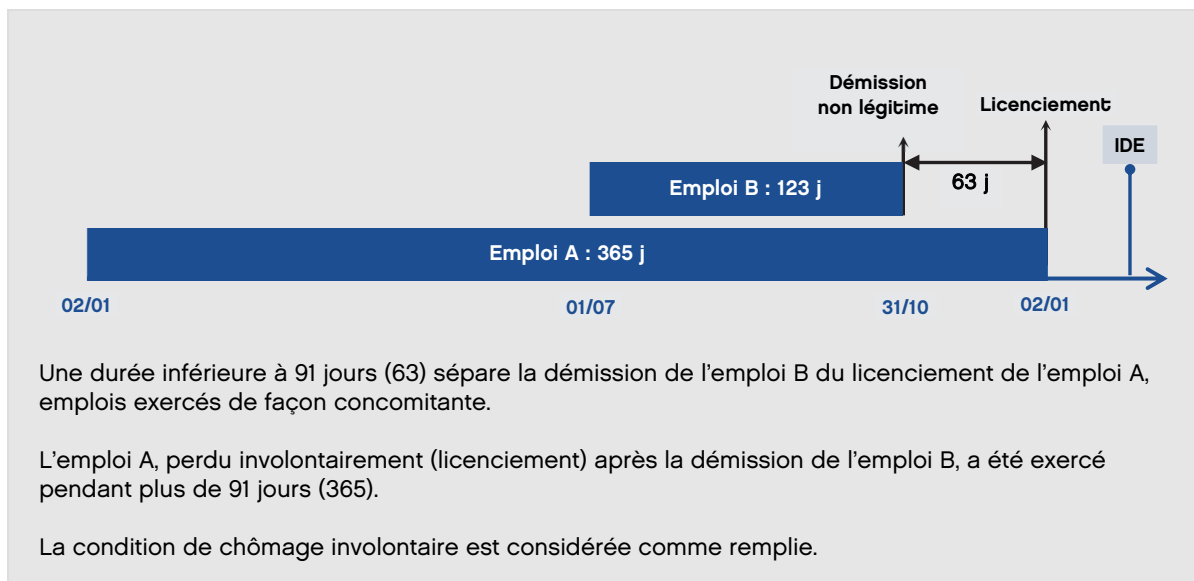 Démission
non légitime
Licenciement
IDE
63 j
Emploi B : 123 j
Emploi A : 365 j
02/01
01/07
31/10
02/01
Une durée inférieure à 91 jours (63) sépare la démission de l'emploi B du licenciement de l'emploi A,
emplois exercés de façon concomitante.
L'emploi A, perdu involontairement (licenciement) après la démission de l'emploi B, a été exercé
pendant plus de 91 jours (365).
La condition de chômage involontaire est considérée comme remplie.